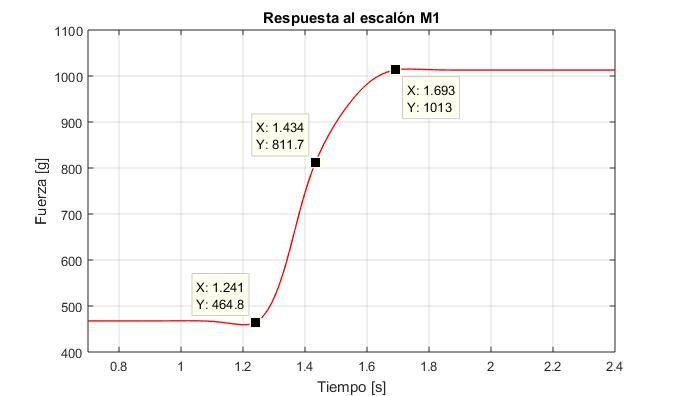 Respuesta al escalón M1
1100
1000
900
800
700
600
500
400
Fuerza [g]
X: 1.434
Y: 811.7
X: 1.693
Y: 1013
X: 1.241
Y: 464.8
0.8
1
1.2
1.4
1.6
1.8
2
2.2
2.4
Tiempo [s]